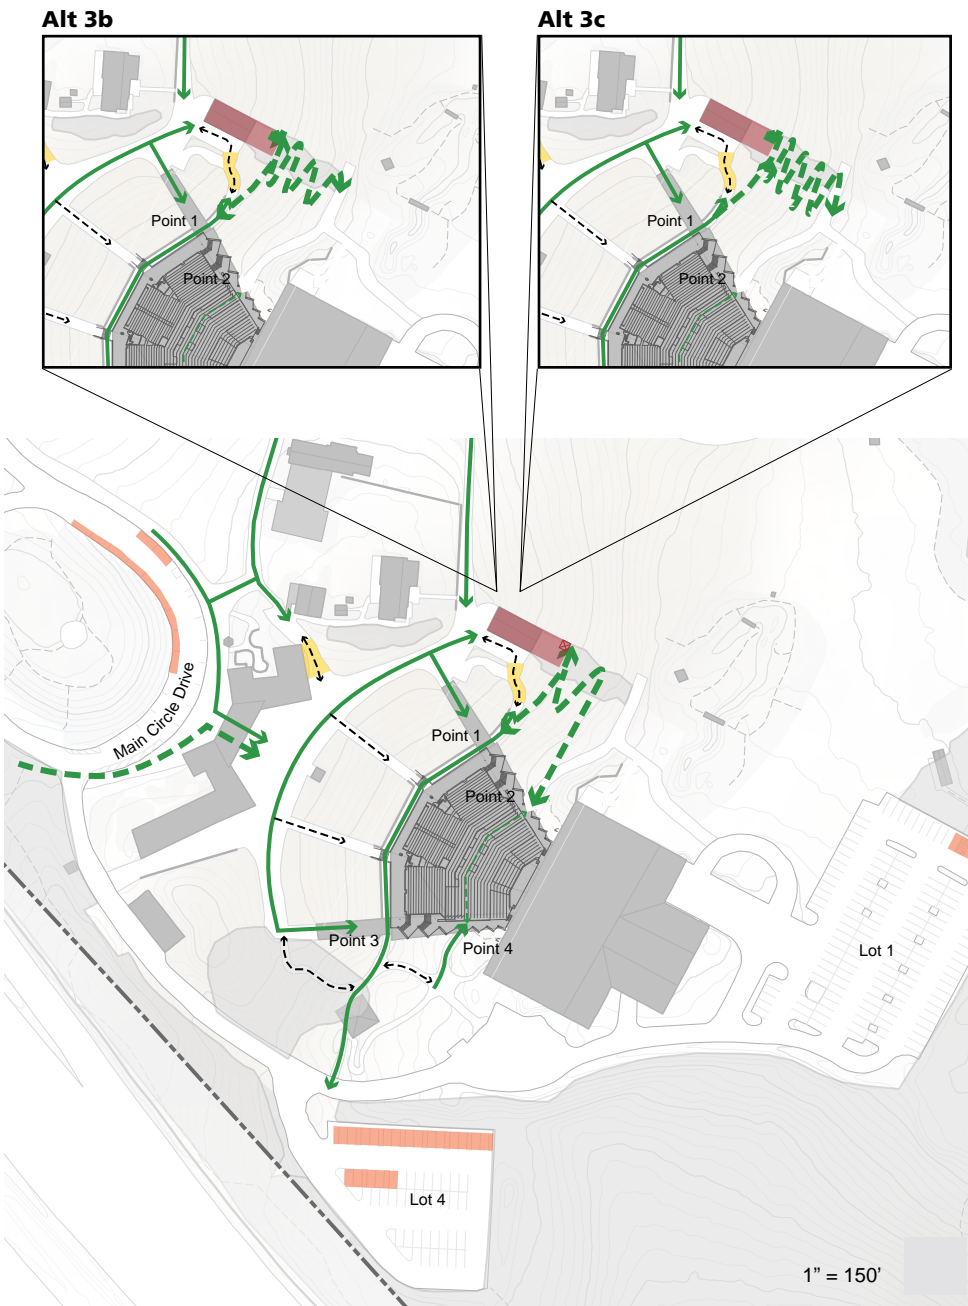 Alt 3b
Alt 3c
Point 1
Point 2
Point 1
Point 2
Main Circle Drive
Point 1
Point 2
Point 3
Point 4
Lot 1
Lot 4
1” = 150’